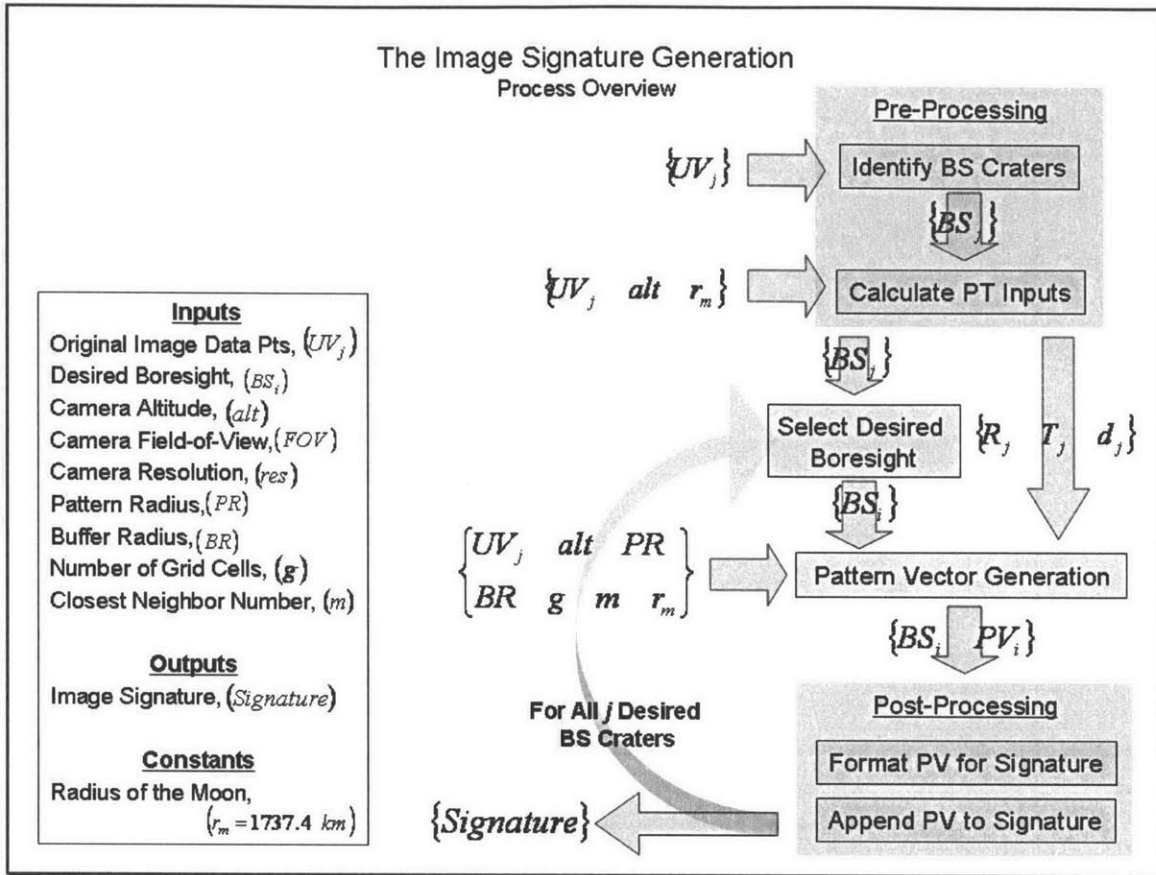 The Image Signature Generation
Process Overview
Pre-Processing
{UV_j}
Identify BS Craters
{BS_j}
{UV_j alt r_m}
Calculate PT Inputs
{BS_j}
Select Desired
Boresight
{R_j T_j d_j}
{BS_i}
{UV_j alt PR
BR g m r_m}
Pattern Vector Generation
{BS_i PV_i}
For All j Desired
BS Craters
Post-Processing
Format PV for Signature
Append PV to Signature
{Signature}
Inputs
Original Image Data Pts, (UV_j)
Desired Boresight, (BS_i)
Camera Altitude, (alt)
Camera Field-of-View,(FOV)
Camera Resolution, (res)
Pattern Radius,(PR)
Buffer Radius,(BR)
Number of Grid Cells, (g)
Closest Neighbor Number, (m)
Outputs
Image Signature, (Signature)
Constants
Radius of the Moon,
(r_m =1737.4 km)